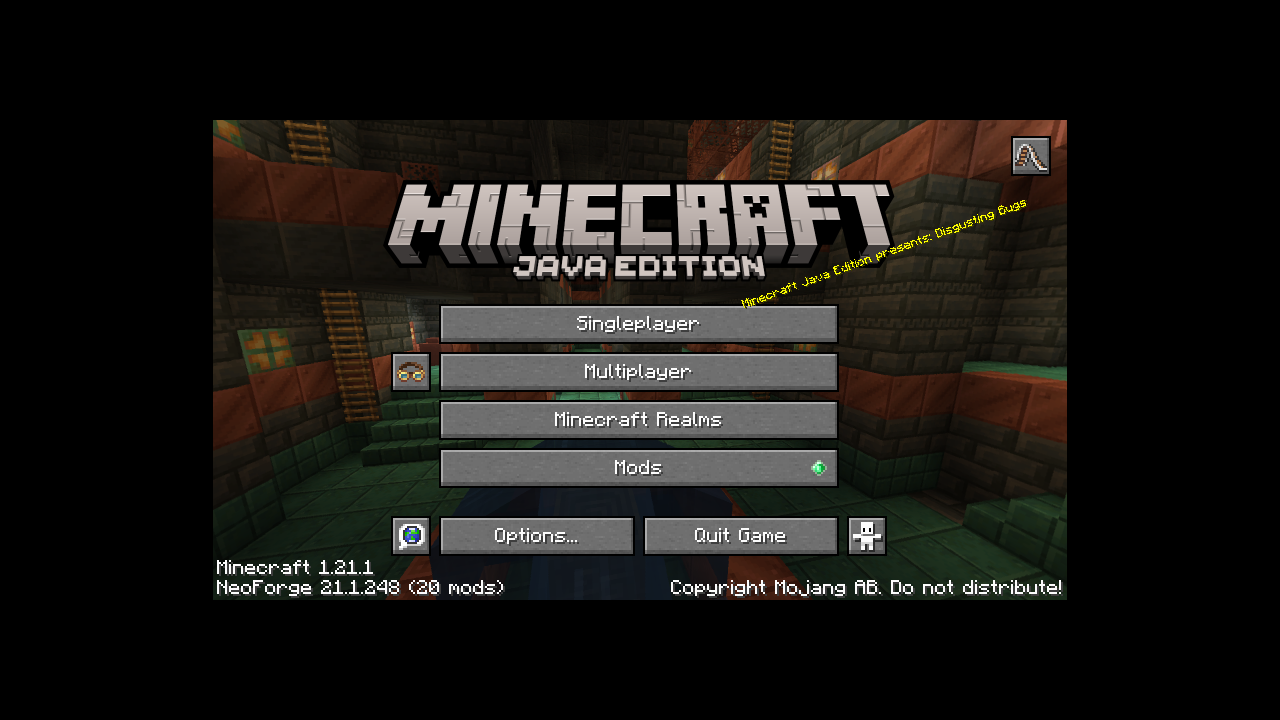 MINECRAFT
JAVA EDITION
Minecraft Java Edition presents: Disgusting Bugs
Singleplayer
Multiplayer
Minecraft Realms
Mods
Options...
Quit Game
Minecraft 1.21.1
NeoForge 21.1.248 (20 mods)
Copyright Mojang AB. Do not distribute!